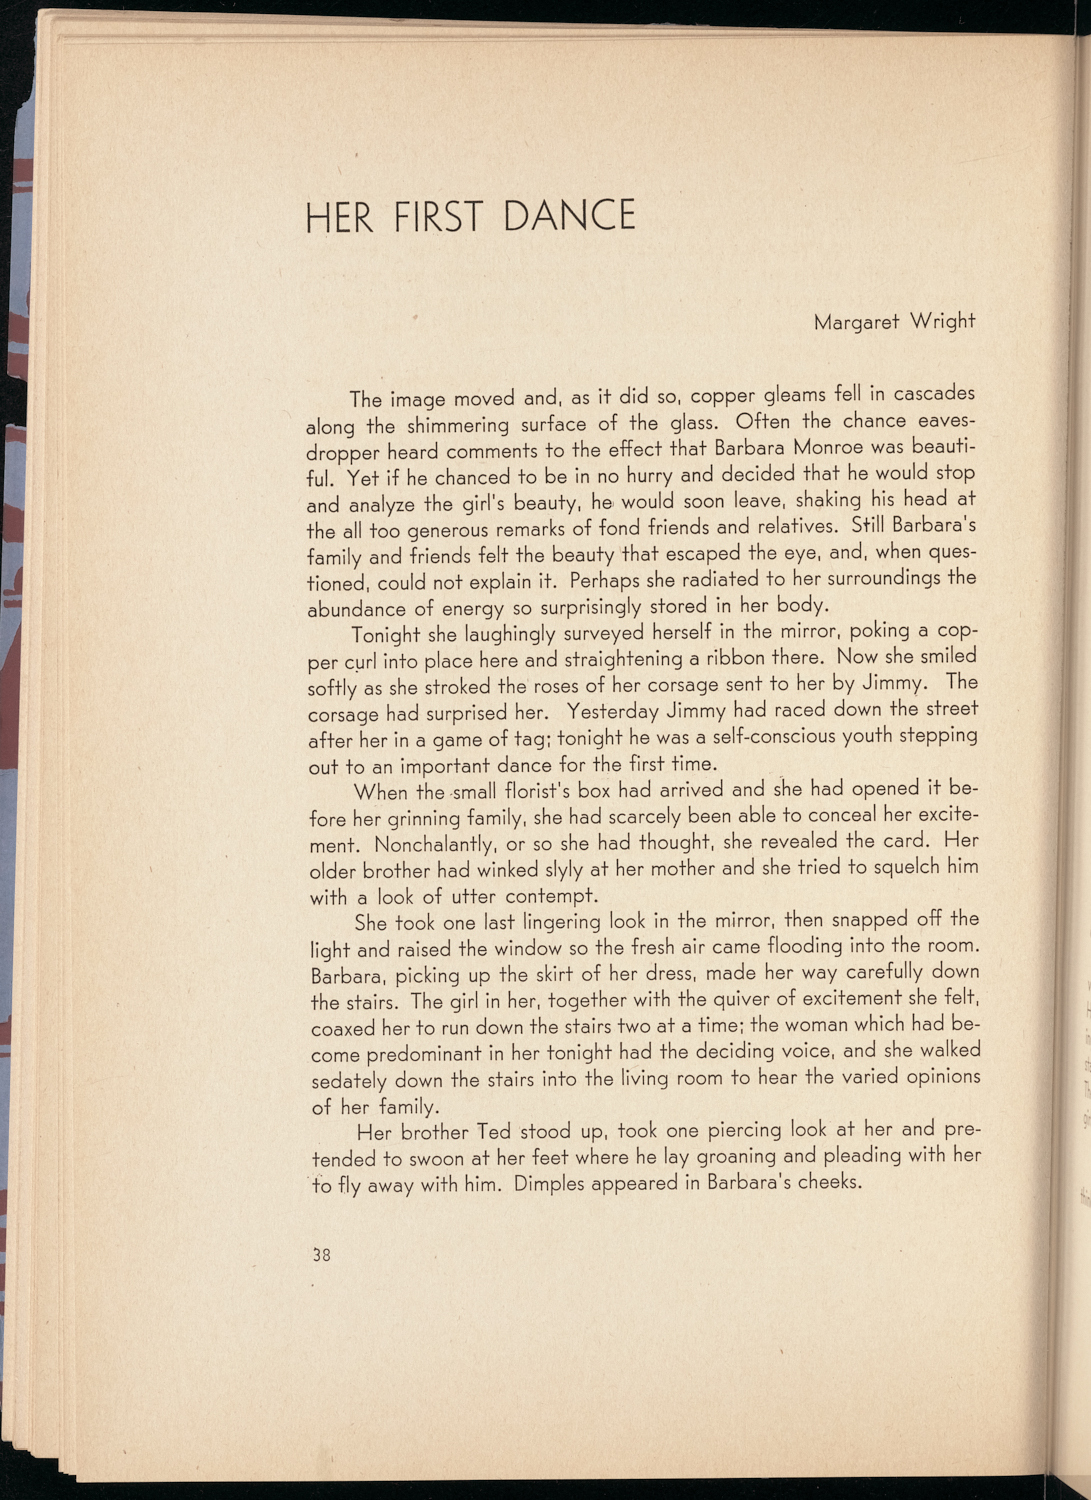 HER FIRST DANCE
Margaret Wright
The image moved and, as it did so, copper gleams fell in cascades
along the shimmering surface of the glass. Often the chance eaves-
dropper heard comments to the effect that Barbara Monroe was beauti-
ful. Yet if he chanced to be in no hurry and decided that he would stop
and analyze the girl's beauty, he would soon leave, shaking his head at
the all too generous remarks of fond friends and relatives. Still Barbara's
family and friends felt the beauty that escaped the eye, and, when ques-
tioned, could not explain it. Perhaps she radiated to her surroundings the
abundance of energy so surprisingly stored in her body.
Tonight she laughingly surveyed herself in the mirror, poking a cop-
per curl into place here and straightening a ribbon there. Now she smiled
softly as she stroked the roses of her corsage sent to her by Jimmy. The
corsage had surprised her. Yesterday Jimmy had raced down the street
after her in a game of tag; tonight he was a self-conscious youth stepping
out to an important dance for the first time.
When the small florist's box had arrived and she had opened it be-
fore her grinning family, she had scarcely been able to conceal her excite-
ment. Nonchalantly, or so she had thought, she revealed the card. Her
older brother had winked slyly at her mother and she tried to squelch him
with a look of utter contempt.
She took one last lingering look in the mirror, then snapped off the
light and raised the window so the fresh air came flooding into the room.
Barbara, picking up the skirt of her dress, made her way carefully down
the stairs. The girl in her, together with the quiver of excitement she felt,
coaxed her to run down the stairs two at a time; the woman which had be-
come predominant in her tonight had the deciding voice, and she walked
sedately down the stairs into the living room to hear the varied opinions
of her family.
Her brother Ted stood up, took one piercing look at her and pre-
tended to swoon at her feet where he lay groaning and pleading with her
to fly away with him. Dimples appeared in Barbara's cheeks.
38